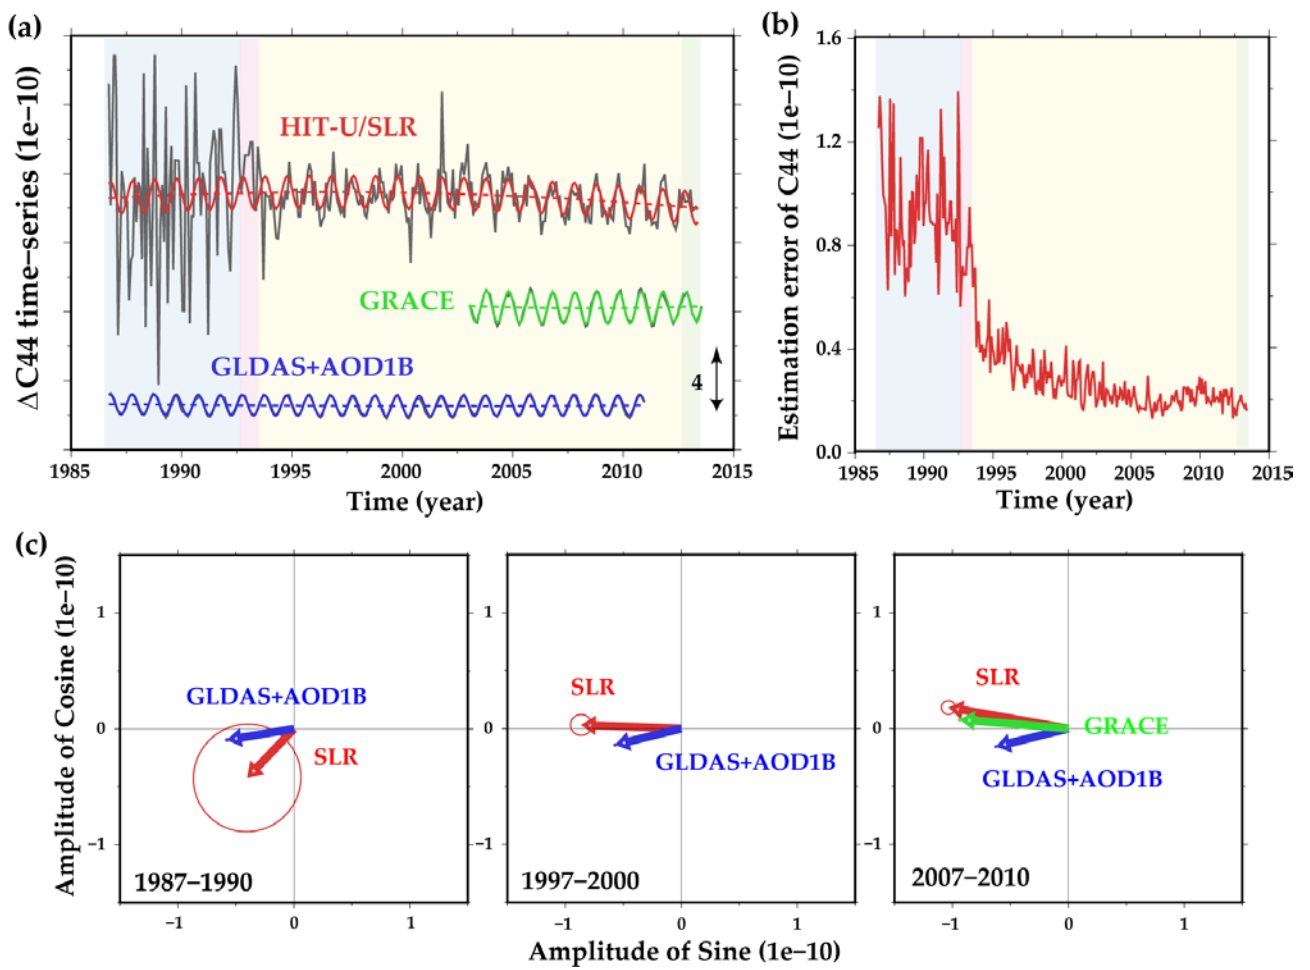 (a)
ΔC44 time–series (1e–10)
HIT-U/SLR
GRACE
GLDAS+AOD1B
4
1985 1990 1995 2000 2005 2010 2015
Time (year)
(b)
Estimation error of C44 (1e–10)
1.6
1.2
0.8
0.4
0.0
1985 1990 1995 2000 2005 2010 2015
Time (year)
(c)
Amplitude of Cosine (1e–10)
1
0
–1
GLDAS+AOD1B
SLR
1987–1990
–1 0 1
1
0
–1
SLR
GLDAS+AOD1B
1997–2000
–1 0 1
1
0
–1
SLR
GRACE
GLDAS+AOD1B
2007–2010
–1 0 1
Amplitude of Sine (1e–10)